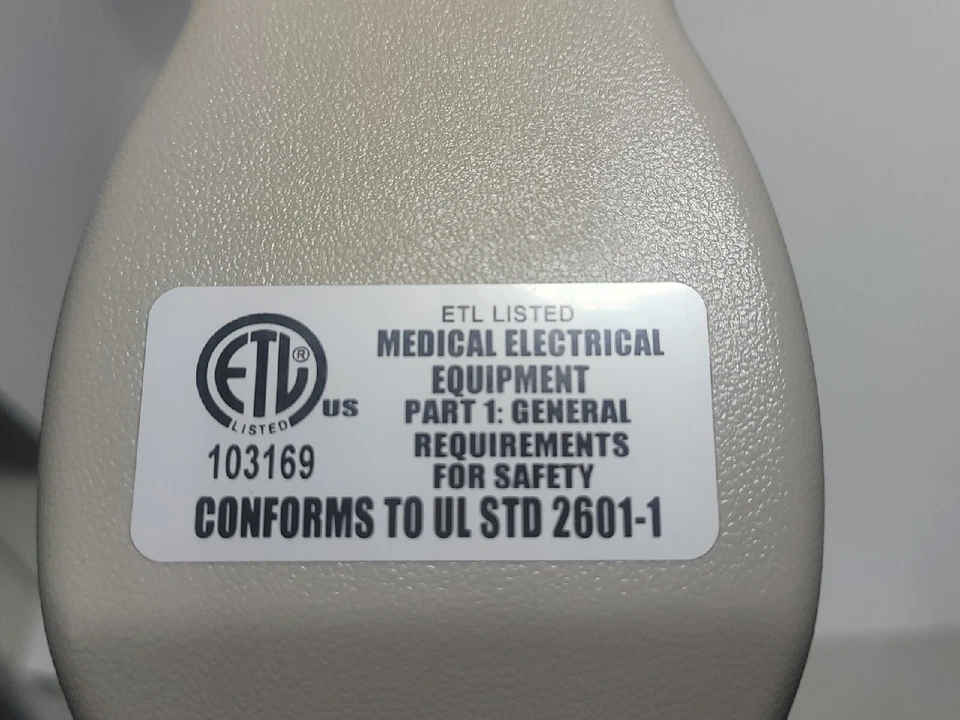 ETL®
LISTED
US
103169
ETL LISTED
MEDICAL ELECTRICAL
EQUIPMENT
PART 1: GENERAL
REQUIREMENTS
FOR SAFETY
CONFORMS TO UL STD 2601-1